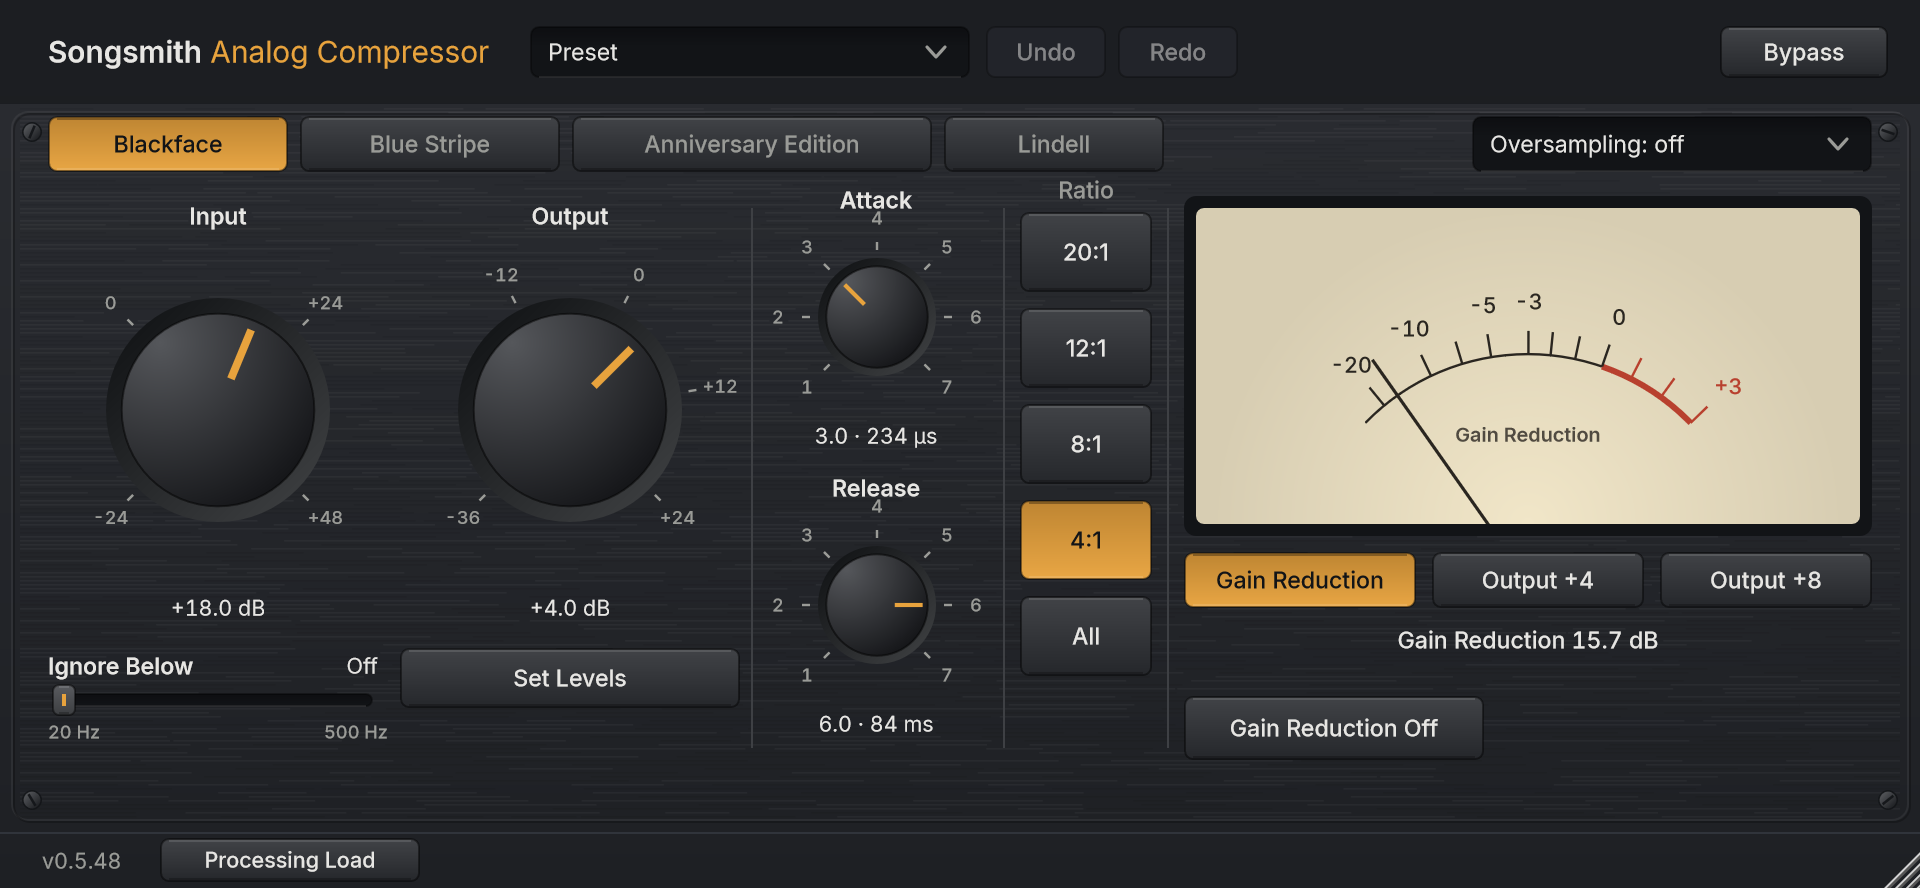 Songsmith Analog Compressor
Preset
Undo
Redo
Bypass
Blackface
Blue Stripe
Anniversary Edition
Lindell
Oversampling: off
Input
0
+24
-24
+48
+18.0 dB
Output
-12
0
+12
-36
+24
+4.0 dB
Ignore Below
Off
20 Hz
500 Hz
Set Levels
Attack
4
3
5
2
6
1
7
3.0 · 234 µs
Release
4
3
5
2
6
1
7
6.0 · 84 ms
Ratio
20:1
12:1
8:1
4:1
All
-20
-10
-5
-3
0
+3
Gain Reduction
Gain Reduction
Output +4
Output +8
Gain Reduction 15.7 dB
Gain Reduction Off
v0.5.48
Processing Load